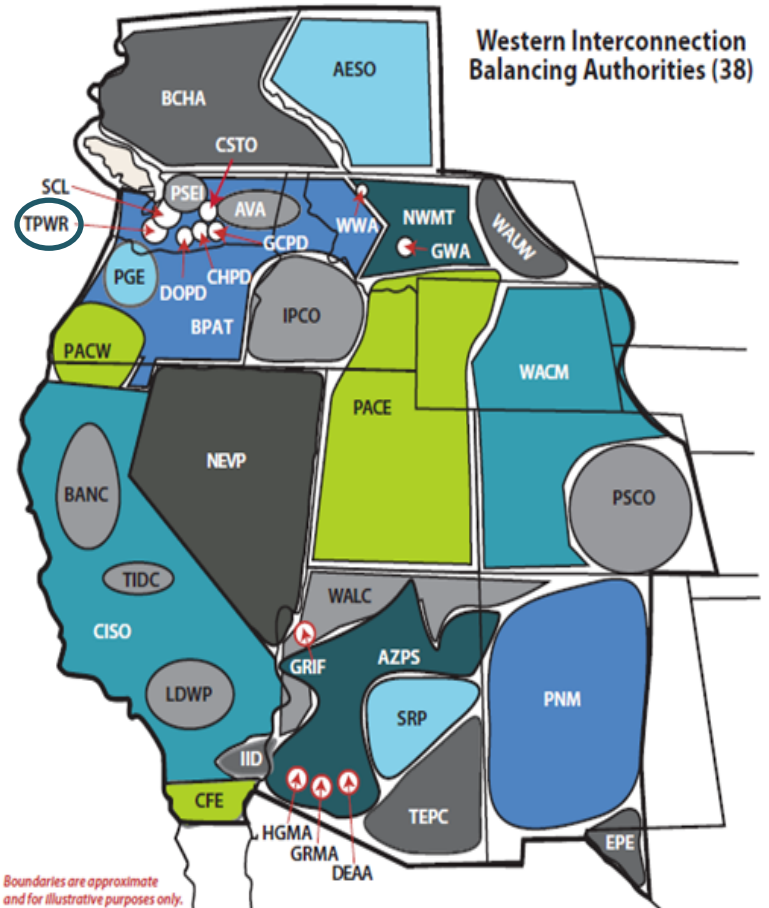 Western Interconnection
Balancing Authorities (38)
AESO
BCHA
CSTO
SCL
PSEI
TPWR
AVA
WWA
NWMT
WAUW
GCPD
GWA
PGE
CHPD
DOPD
BPAT
IPCO
PACW
WACM
PACE
NEVP
BANC
PSCO
TIDC
WALC
CISO
GRIF
AZPS
LDWP
SRP
PNM
IID
CFE
TEPC
HGMA
GRMA
DEAA
EPE
Boundaries are approximate
and for illustrative purposes only.